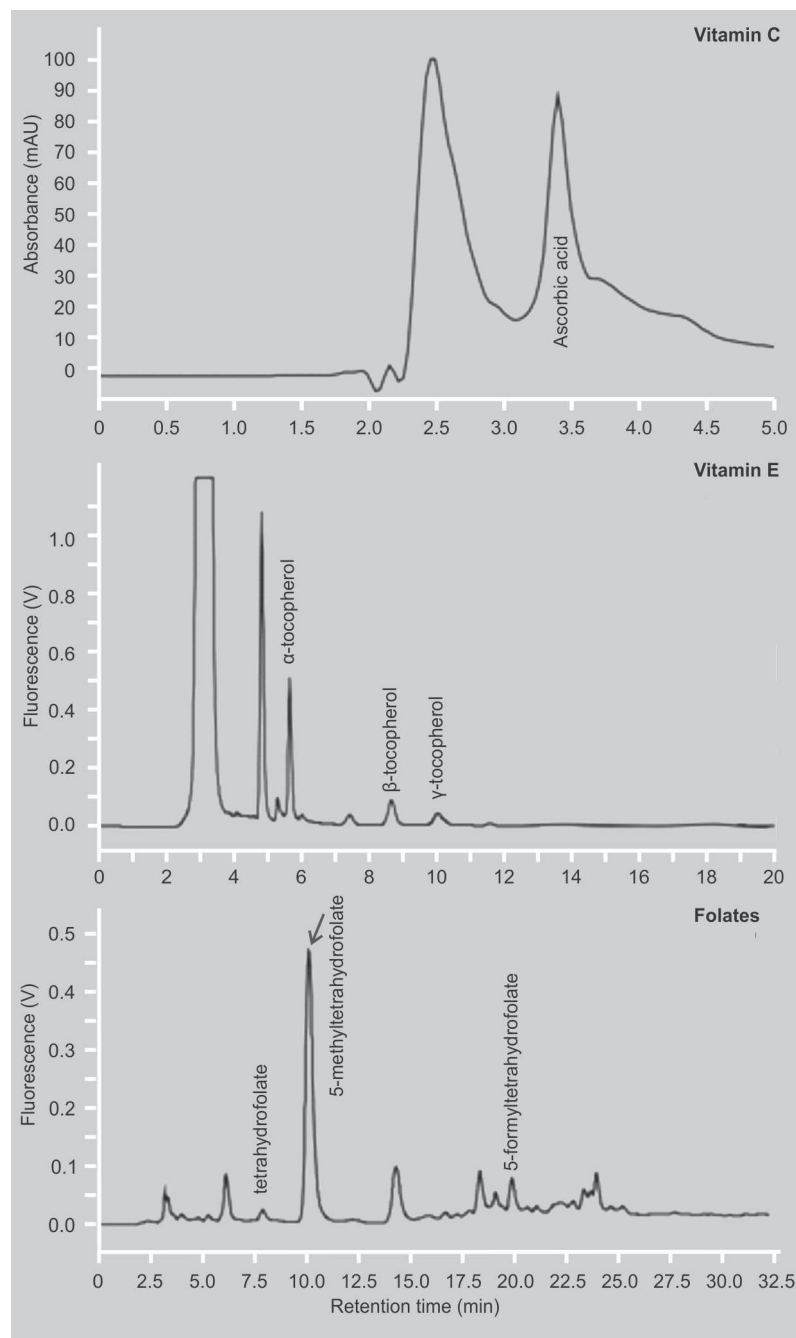 Vitamin C
Absorbance (mAU)
100
90
80
70
60
50
40
30
20
10
0
Ascorbic acid
0 0.5 1.0 1.5 2.0 2.5 3.0 3.5 4.0 4.5 5.0
Vitamin E
Fluorescence (V)
1.0
0.8
0.6
0.4
0.2
0.0
α-tocopherol
β-tocopherol
γ-tocopherol
0 2 4 6 8 10 12 14 16 18 20
Folates
Fluorescence (V)
0.5
0.4
0.3
0.2
0.1
0.0
tetrahydrofolate
5-methyltetrahydrofolate
5-formyltetrahydrofolate
0 2.5 5.0 7.5 10.0 12.5 15.0 17.5 20.0 22.5 25.0 27.5 30.0 32.5
Retention time (min)